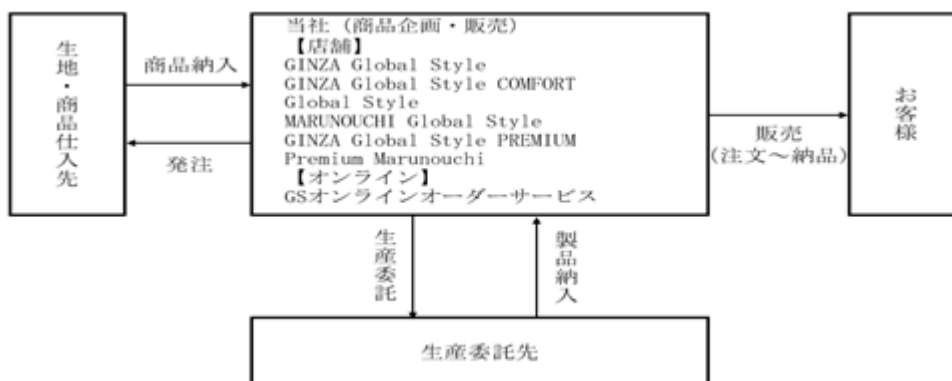 生地・商品仕入先
商品納入
発注
当社(商品企画・販売)
【店舗】
GINZA Global Style
GINZA Global Style COMFORT
Global Style
MARUNOUCHI Global Style
GINZA Global Style PREMIUM
Premium Marunouchi
【オンライン】
GSオンラインオーダーサービス
販売
(注文～納品)
お客様
生産委託
製品納入
生産委託先